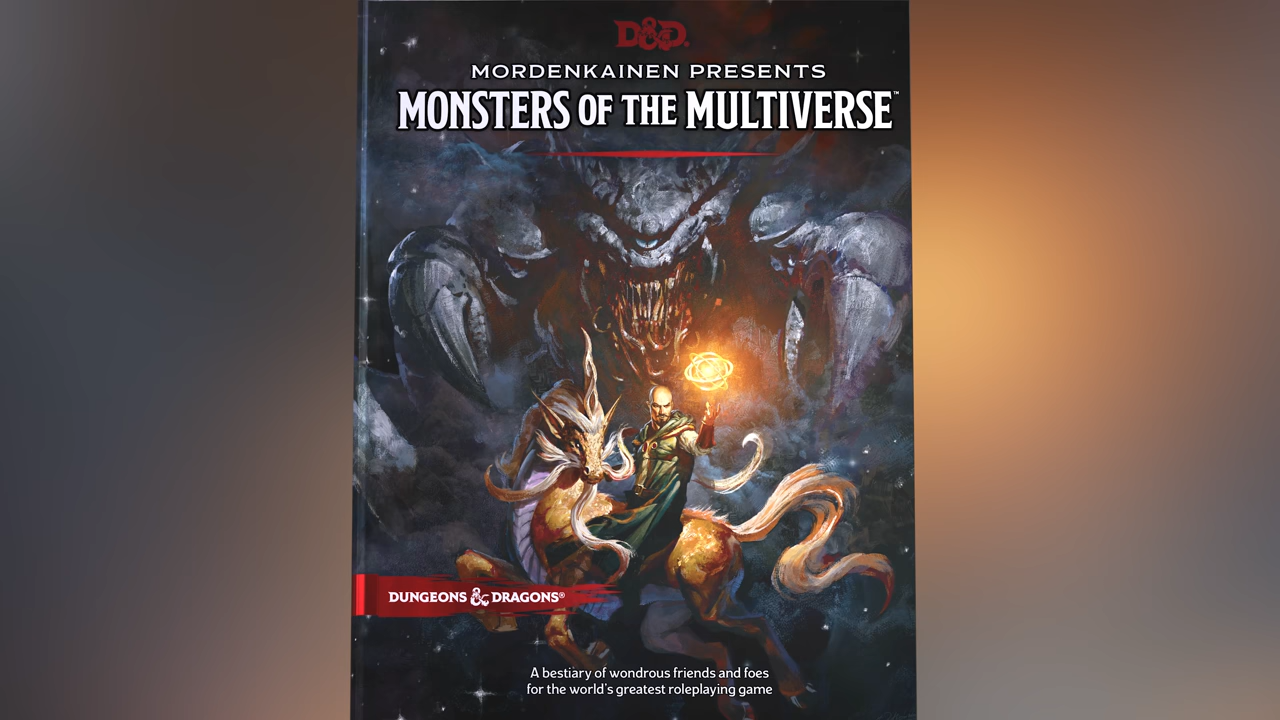 D&D®
MORDENKAINEN PRESENTS
MONSTERS OF THE MULTIVERSE™
DUNGEONS & DRAGONS®
A bestiary of wondrous friends and foes
for the world's greatest roleplaying game